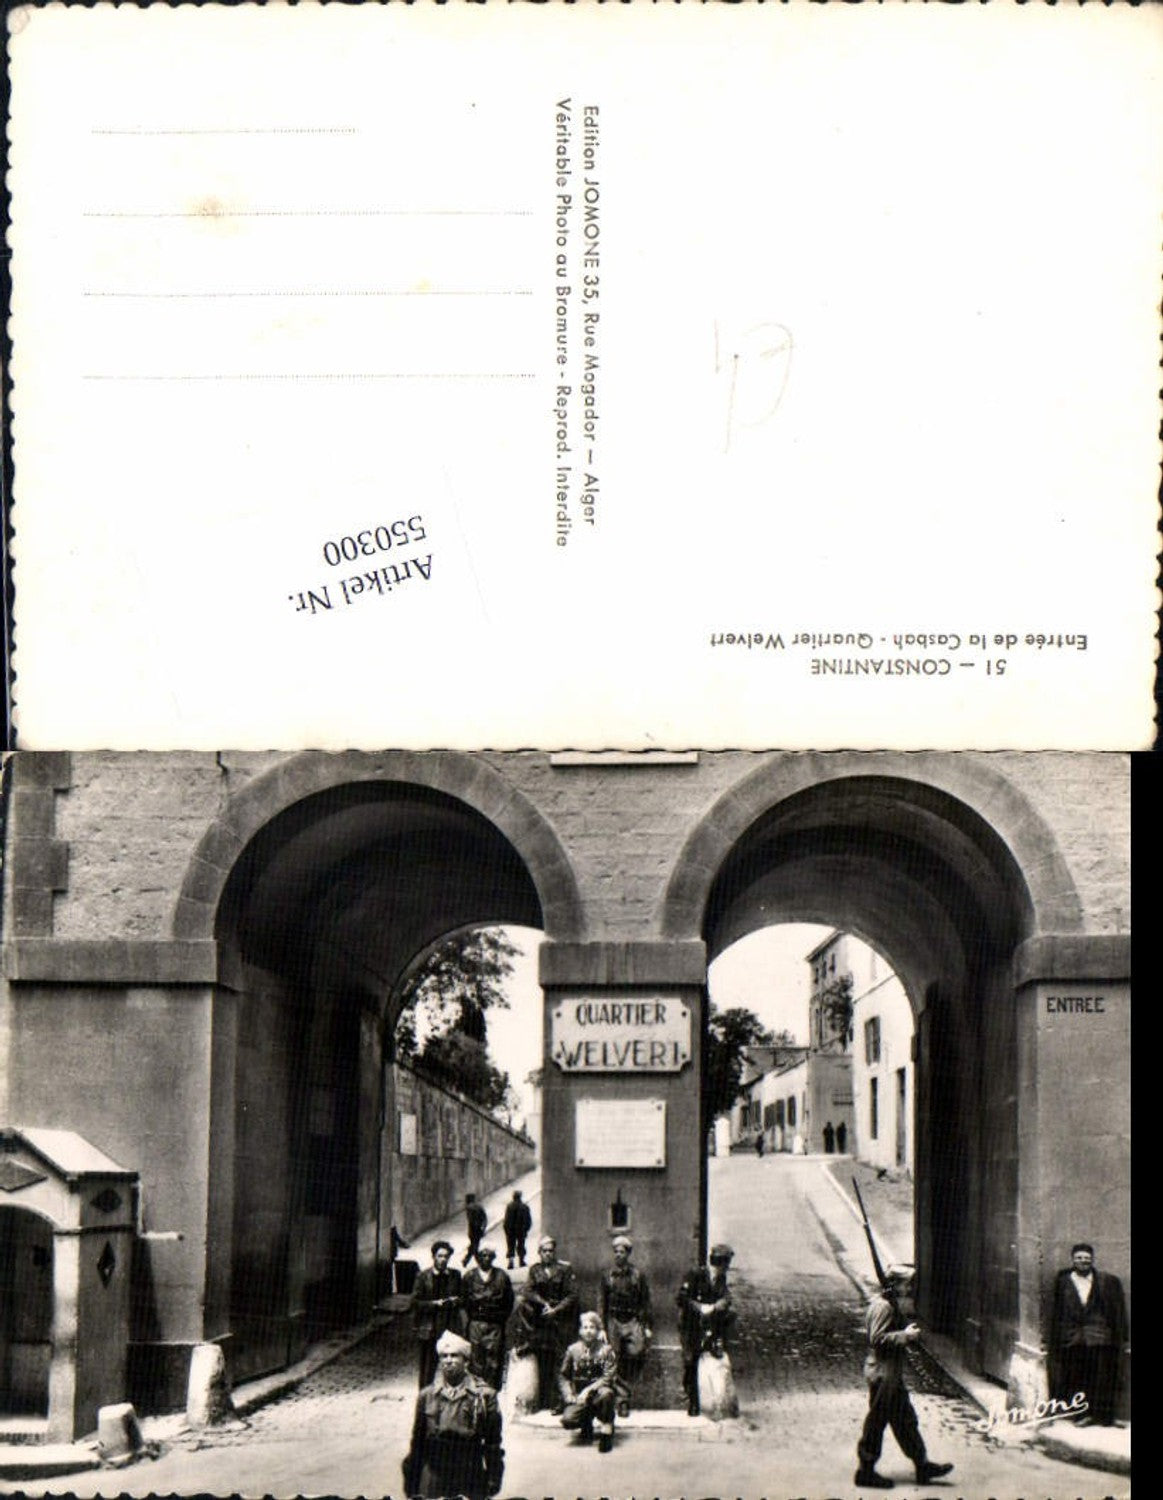 Edition JOMONE 35, Rue Mogador — Alger
Véritable Photo au Bromure - Reprod. Interdite
Artikel Nr.
550300
51 — CONSTANTINE
Entrée de la Casbah - Quartier Welvert
QUARTIER
WELVERT
ENTREE
Jomone